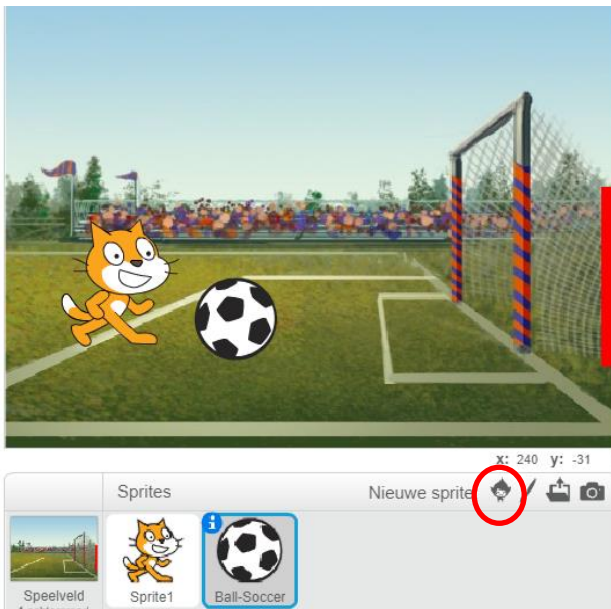 x: 240 y: -31
Sprites
Nieuwe sprite
Speelveld
Sprite1
Ball-Soccer